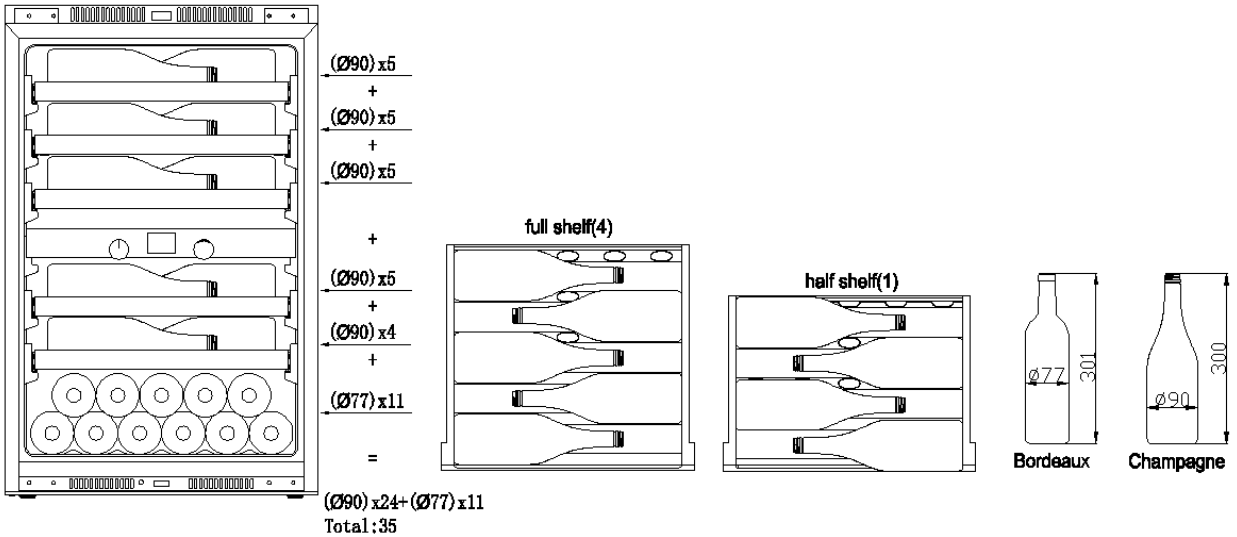 (Ø90)x5
+
(Ø90)x5
+
(Ø90)x5
+
(Ø90)x5
+
(Ø90)x4
+
(Ø77)x11
=
(Ø90)x24+(Ø77)x11
Total:35
full shelf(4)
half shelf(1)
ø77
301
Bordeaux
ø90
300
Champagne